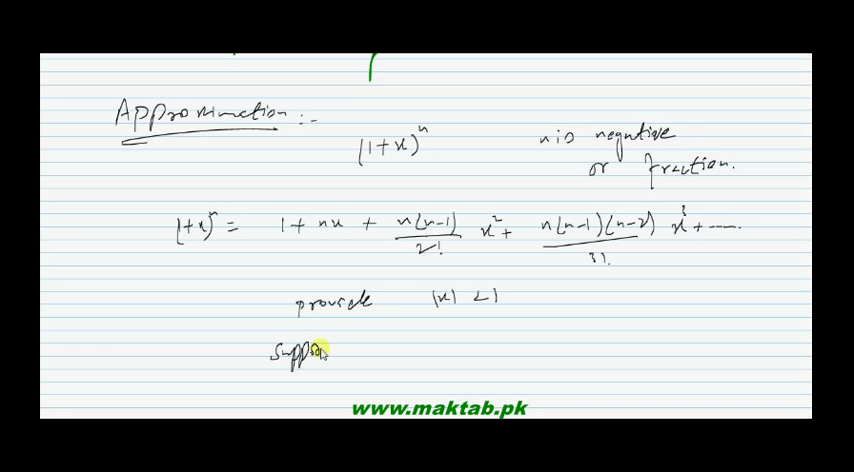 Approximation :-
(1+x)^n n is negative
or fraction.
(1+x)^n = 1 + nx + n(n-1)/2! x^2 + n(n-1)(n-2)/3! x^3 + -----
provide |x| < 1
suppo
www.maktab.pk